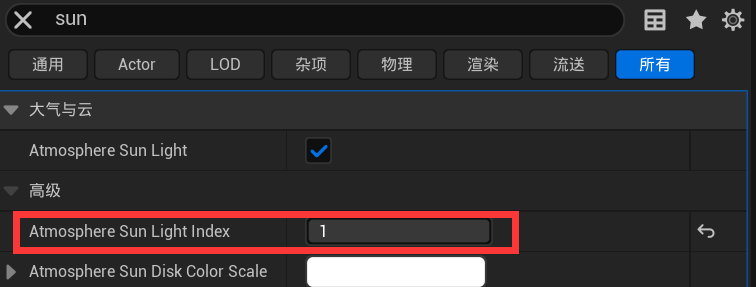 sun
通用 Actor LOD 杂项 物理 渲染 流送 所有
大气与云
Atmosphere Sun Light
高级
Atmosphere Sun Light Index 1
Atmosphere Sun Disk Color Scale